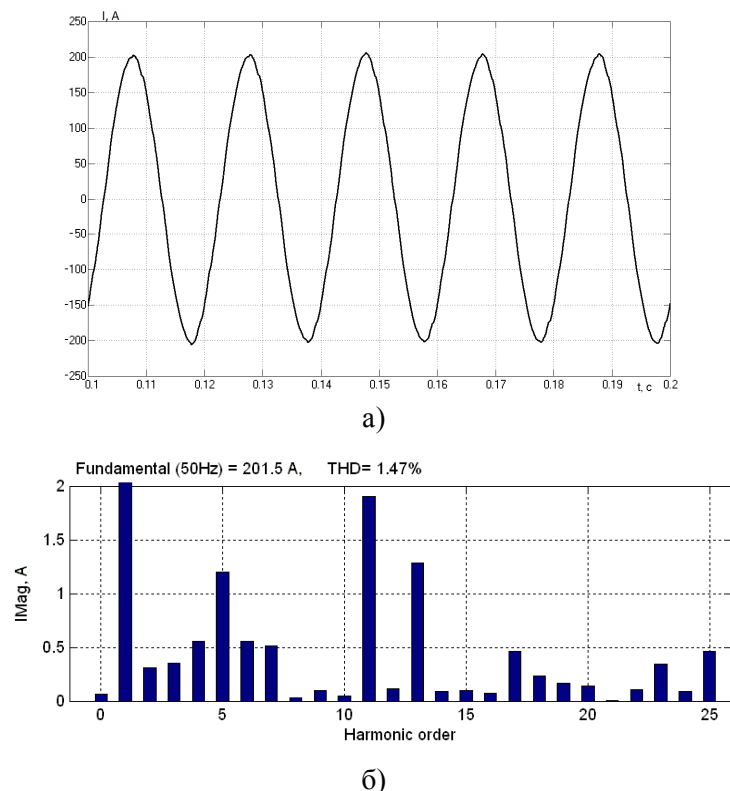 I, A
250
200
150
100
50
0
-50
-100
-150
-200
-250
0.1 0.11 0.12 0.13 0.14 0.15 0.16 0.17 0.18 0.19 t, c 0.2
а)
Fundamental (50Hz) = 201.5 A, THD= 1.47%
2
1.5
1
0.5
0
IMag, A
0 5 10 15 20 25
Harmonic order
б)